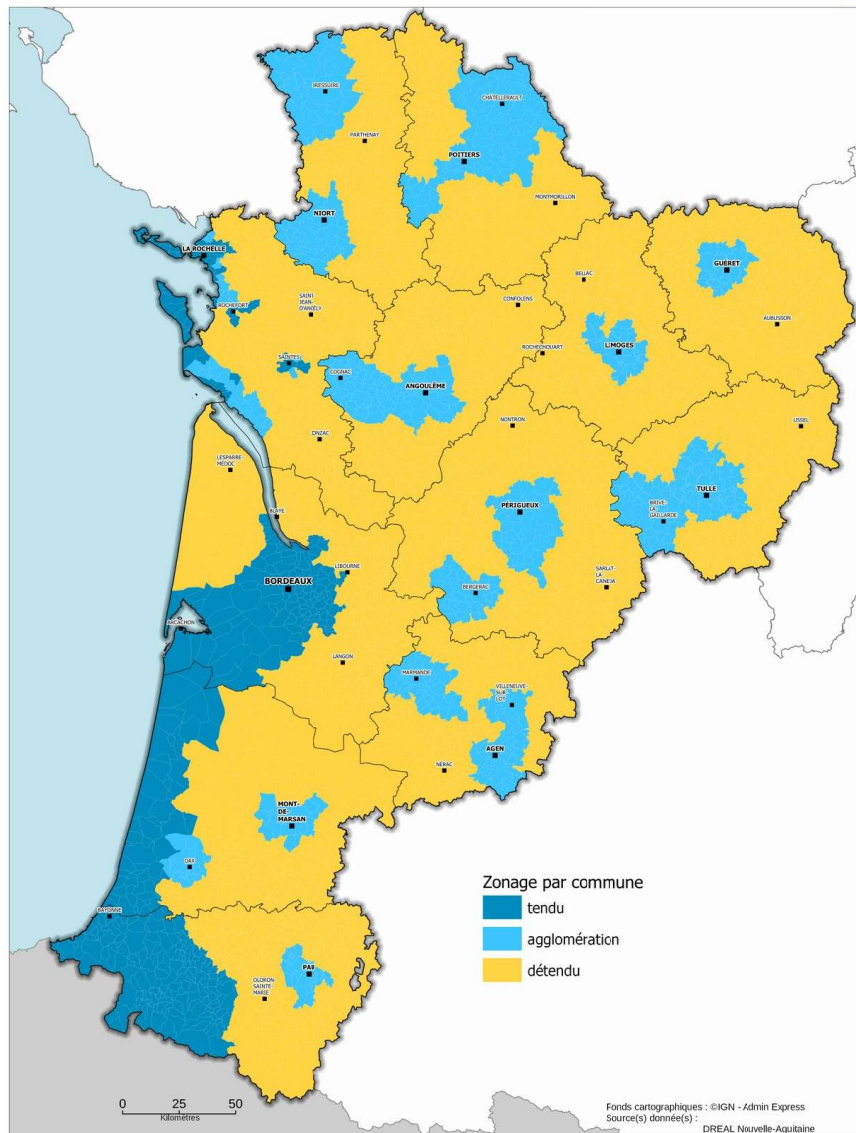 IRESSUIRE
CHÂTELLERAULT
PARTHENAY
POITIERS
MONTMORILLON
NIORT
LA ROCHELLE
GUÉRET
BELLAC
ROCHEFORT
SAINT-
JEAN-
D'ANGÉLY
CONFOLENS
AUBUSSON
ROCHECHOUART
LIMOGES
SAINTES
COGNAC
ANGOULÊME
NONTRON
USSEL
LESPARRE-
MÉDOC
TULLE
BRIVE-
LA
GAILLARDE
PÉRIGUEUX
BLAYE
LIBOURNE
BORDEAUX
BERGERAC
SARLAT-
LA
CANÉDA
ARCACHON
LANGON
MARMANDE
VILLENEUVE
SUR-
LOT
AGEN
NÉRAC
MONT-
DE-
MARSAN
DAX
BAYONNE
PAU
OLORON
SAINTE-
MARIE
Zonage par commune
tendu
agglomération
détendu
0 25 50
Kilomètres
Fonds cartographiques : ©IGN - Admin Express
Source(s) donnée(s) :
DREAL Nouvelle-Aquitaine